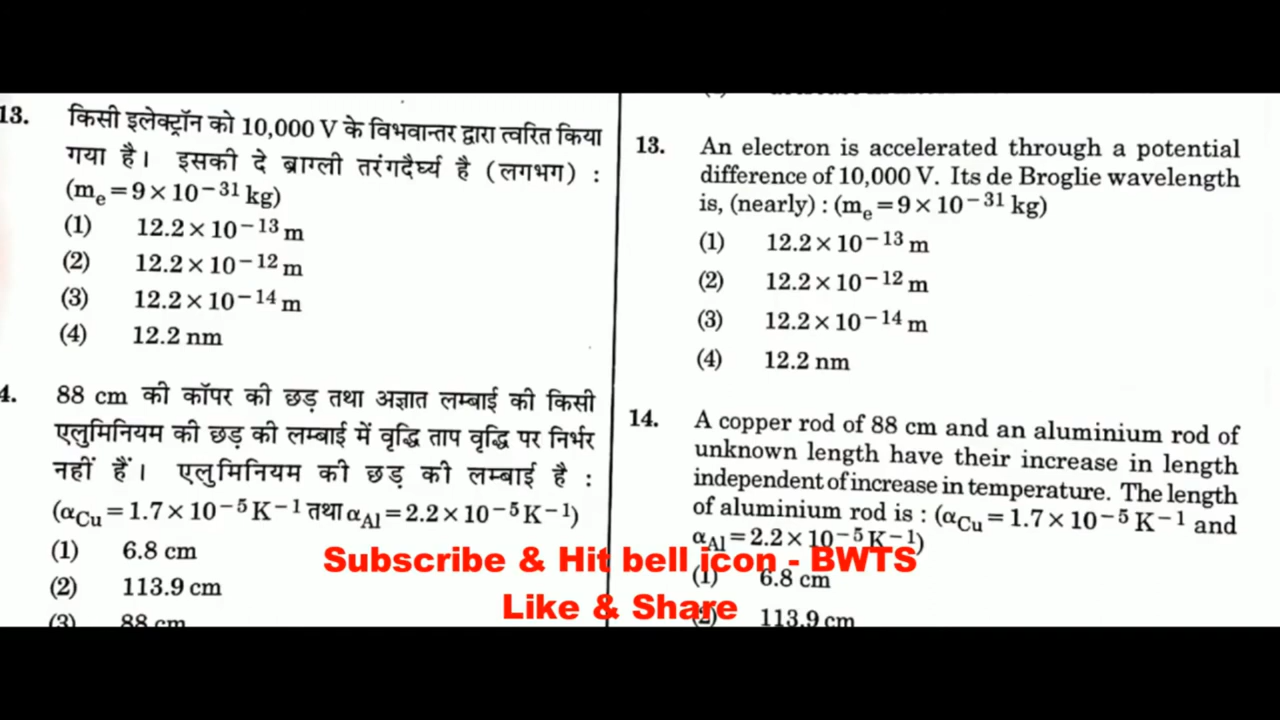 13. किसी इलेक्ट्रॉन को 10,000 V के विभवान्तर द्वारा त्वरित किया
गया है। इसकी दे ब्राग्ली तरंगदैर्घ्य है (लगभग) :
(mₑ = 9 × 10⁻³¹ kg)
(1) 12.2 × 10⁻¹³ m
(2) 12.2 × 10⁻¹² m
(3) 12.2 × 10⁻¹⁴ m
(4) 12.2 nm
4. 88 cm की कॉपर की छड़ तथा अज्ञात लम्बाई की किसी
एलुमिनियम की छड़ की लम्बाई में वृद्धि ताप वृद्धि पर निर्भर
नहीं हैं। एलुमिनियम की छड़ की लम्बाई है :
(α_Cu = 1.7 × 10⁻⁵ K⁻¹ तथा α_Al = 2.2 × 10⁻⁵ K⁻¹)
(1) 6.8 cm
(2) 113.9 cm
(3) 88 cm
13. An electron is accelerated through a potential
difference of 10,000 V. Its de Broglie wavelength
is, (nearly) : (mₑ = 9 × 10⁻³¹ kg)
(1) 12.2 × 10⁻¹³ m
(2) 12.2 × 10⁻¹² m
(3) 12.2 × 10⁻¹⁴ m
(4) 12.2 nm
14. A copper rod of 88 cm and an aluminium rod of
unknown length have their increase in length
independent of increase in temperature. The length
of aluminium rod is : (α_Cu = 1.7 × 10⁻⁵ K⁻¹ and
α_Al = 2.2 × 10⁻⁵ K⁻¹)
(1) 6.8 cm
(2) 113.9 cm
Subscribe & Hit bell icon - BWTS
Like & Share